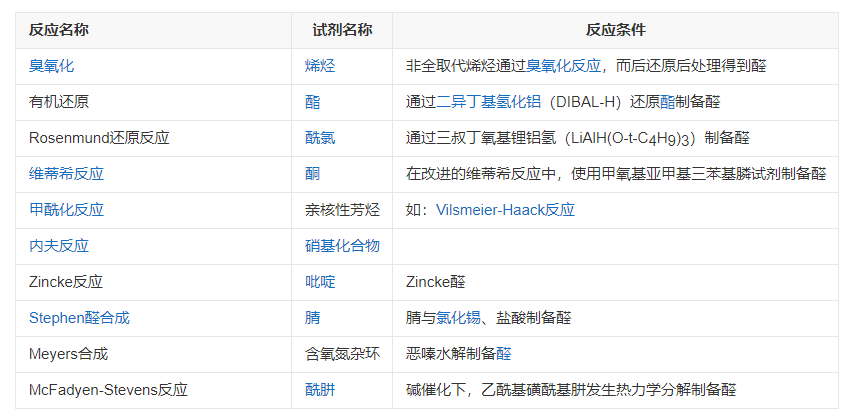 反应名称 试剂名称 反应条件
臭氧化 烯烃 非全取代烯烃通过臭氧化反应，而后还原后处理得到醛
有机还原 酯 通过二异丁基氢化铝（DIBAL-H）还原酯制备醛
Rosenmund还原反应 酰氯 通过三叔丁氧基锂铝氢（LiAlH(O-t-C4H9)3）制备醛
维蒂希反应 酮 在改进的维蒂希反应中，使用甲氧基亚甲基三苯基膦试剂制备醛
甲酰化反应 亲核性芳烃 如：Vilsmeier-Haack反应
内夫反应 硝基化合物
Zincke反应 吡啶 Zincke醛
Stephen醛合成 腈 腈与氯化锡、盐酸制备醛
Meyers合成 含氧氮杂环 恶嗪水解制备醛
McFadyen-Stevens反应 酰肼 碱催化下，乙酰基磺酰基肼发生热力学分解制备醛